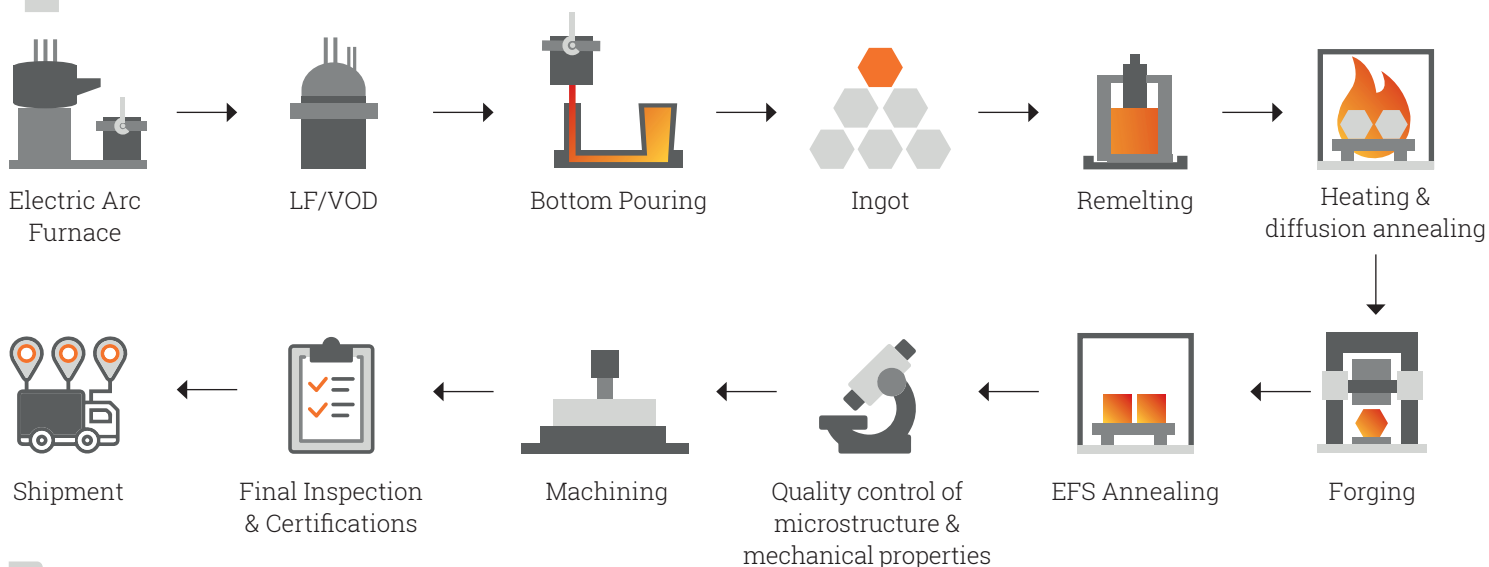 Electric Arc
Furnace
LF/VOD
Bottom Pouring
Ingot
Remelting
Heating &
diffusion annealing
Shipment
Final Inspection
& Certifications
Machining
Quality control of
microstructure &
mechanical properties
EFS Annealing
Forging